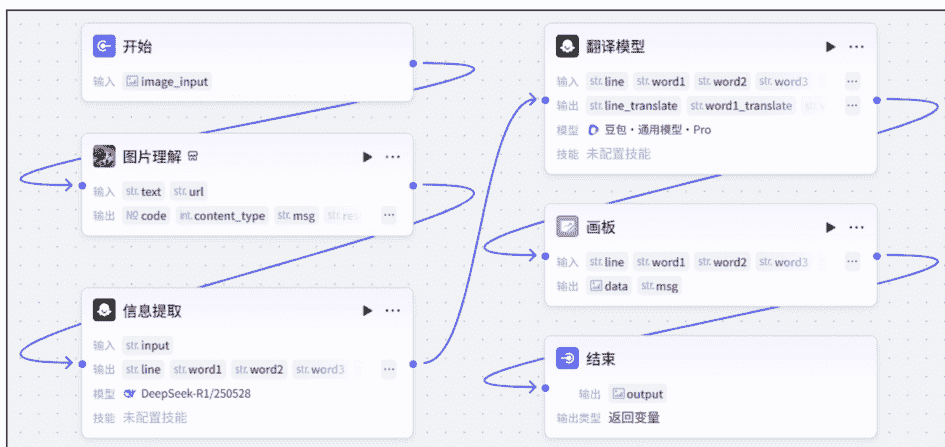 开始
输入 image_input
图片理解
输入 str.text str.url
输出 NO code int.content_type str.msg str.res ...
信息提取
输入 str.input
输出 str.line str.word1 str.word2 str.word3 ...
模型 DeepSeek-R1/250528
技能 未配置技能
翻译模型
输入 str.line str.word1 str.word2 str.word3 ...
输出 str.line_translate str.word1_translate ...
模型 豆包·通用模型·Pro
技能 未配置技能
画板
输入 str.line str.word1 str.word2 str.word3 ...
输出 data str.msg
结束
输出 output
输出类型 返回变量